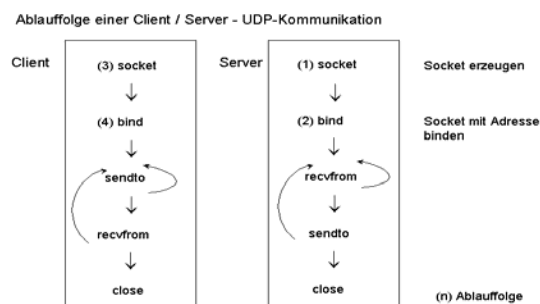 Ablauffolge einer Client / Server - UDP-Kommunikation
Client
(3) socket
(4) bind
sendto
recvfrom
close
Server
(1) socket
(2) bind
recvfrom
sendto
close
Socket erzeugen
Socket mit Adresse
binden
(n) Ablauffolge